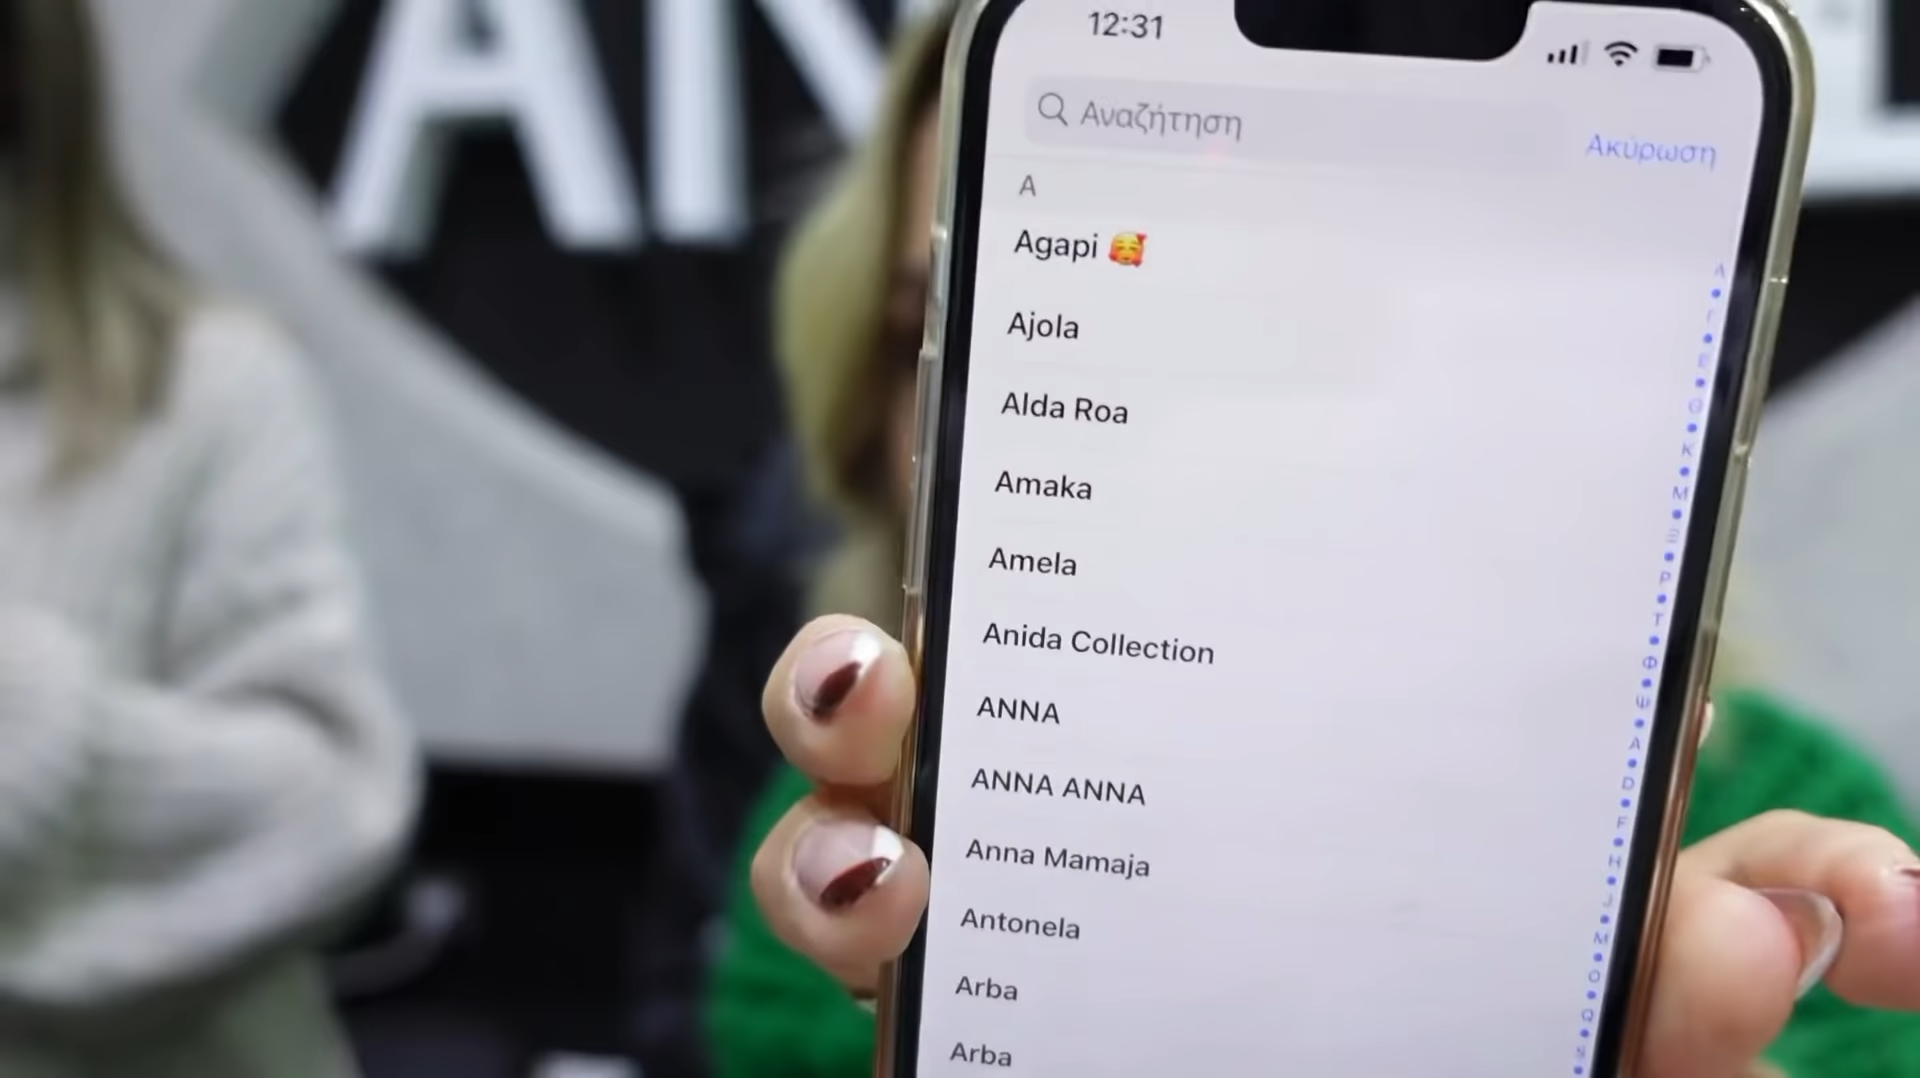 AN
12:31
Αναζήτηση
Ακύρωση
A
Agapi 🥰
Ajola
Alda Roa
Amaka
Amela
Anida Collection
ANNA
ANNA ANNA
Anna Mamaja
Antonela
Arba
Arba